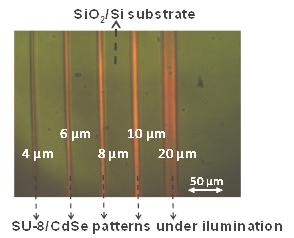 SiO2/Si substrate
6 µm
10 µm
4 µm
8 µm
20 µm
50 µm
SU-8/CdSe patterns under ilumination